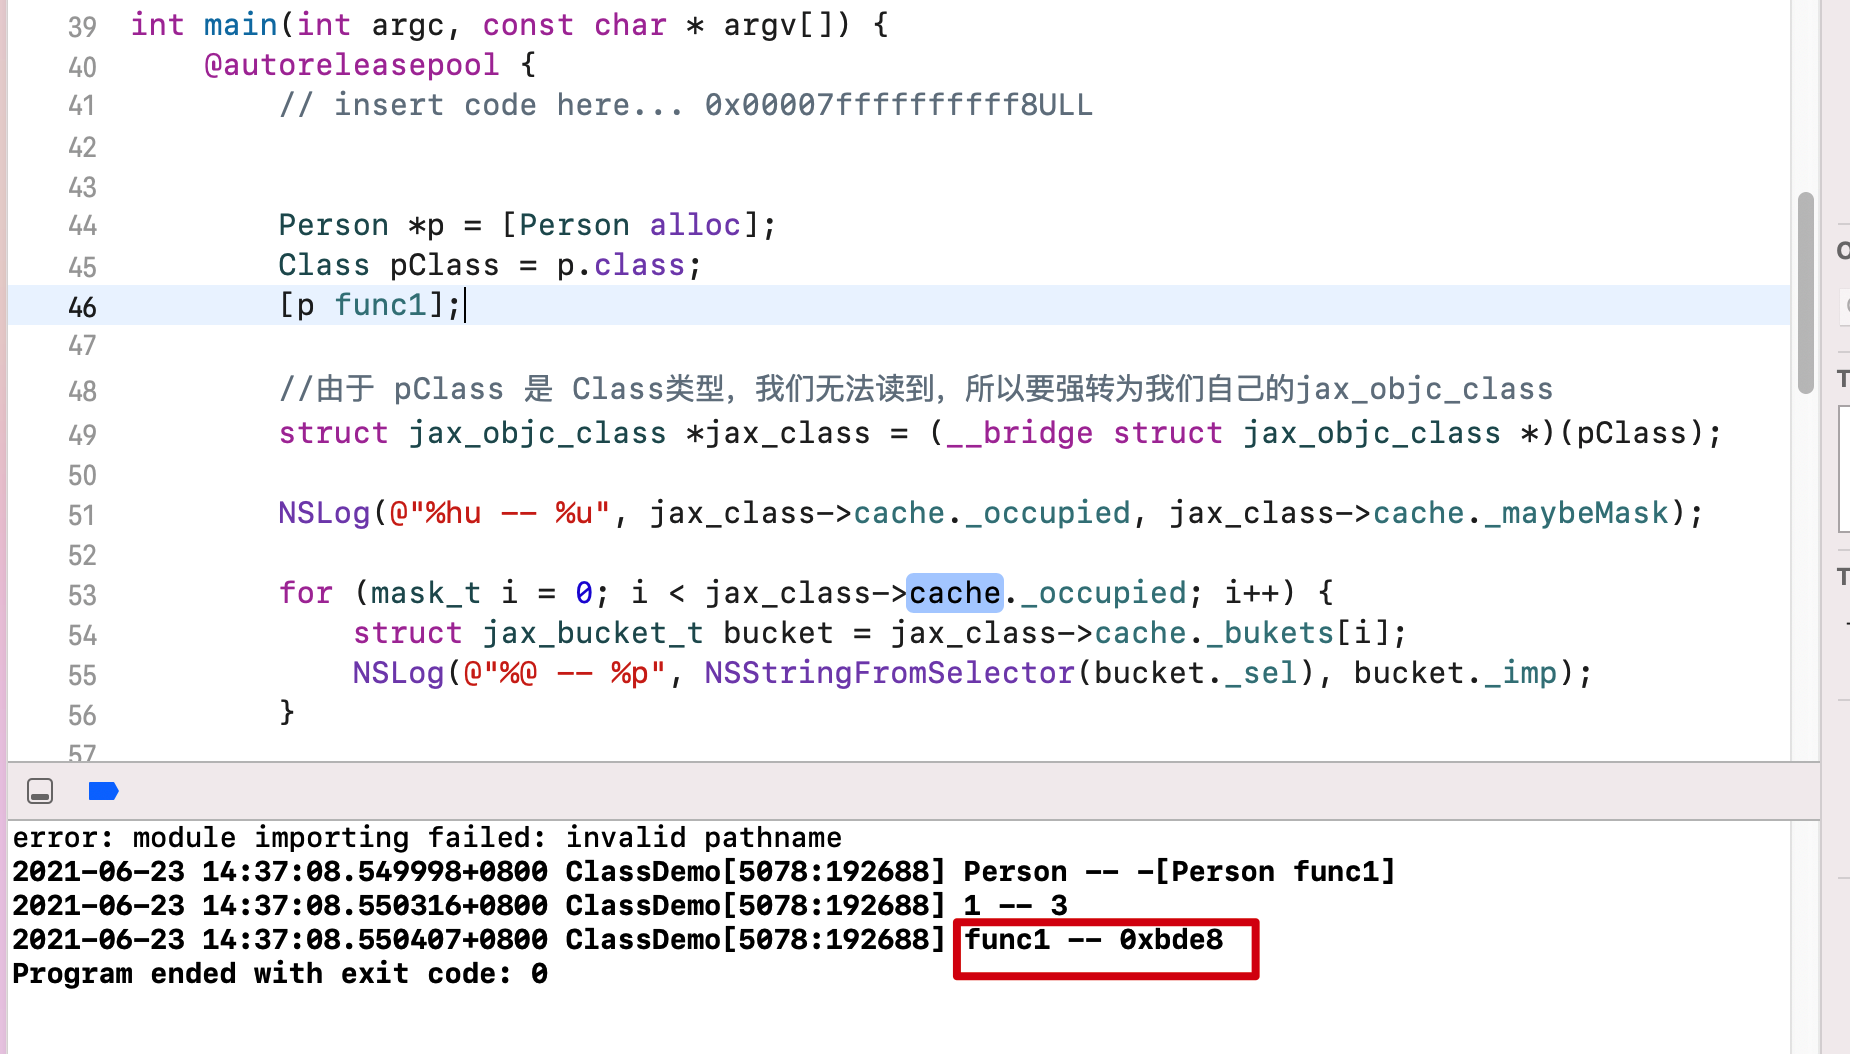 39 int main(int argc, const char * argv[]) {
40 @autoreleasepool {
41 // insert code here... 0x00007ffffffffff8ULL
42
43
44 Person *p = [Person alloc];
45 Class pClass = p.class;
46 [p func1];
47
48 //由于 pClass 是 Class类型，我们无法读到，所以要强转为我们自己的jax_objc_class
49 struct jax_objc_class *jax_class = (__bridge struct jax_objc_class *)(pClass);
50
51 NSLog(@"%hu -- %u", jax_class->cache._occupied, jax_class->cache._maybeMask);
52
53 for (mask_t i = 0; i < jax_class->cache._occupied; i++) {
54 struct jax_bucket_t bucket = jax_class->cache._bukets[i];
55 NSLog(@"%@ -- %p", NSStringFromSelector(bucket._sel), bucket._imp);
56 }
57
error: module importing failed: invalid pathname
2021-06-23 14:37:08.549998+0800 ClassDemo[5078:192688] Person -- -[Person func1]
2021-06-23 14:37:08.550316+0800 ClassDemo[5078:192688] 1 -- 3
2021-06-23 14:37:08.550407+0800 ClassDemo[5078:192688] func1 -- 0xbde8
Program ended with exit code: 0